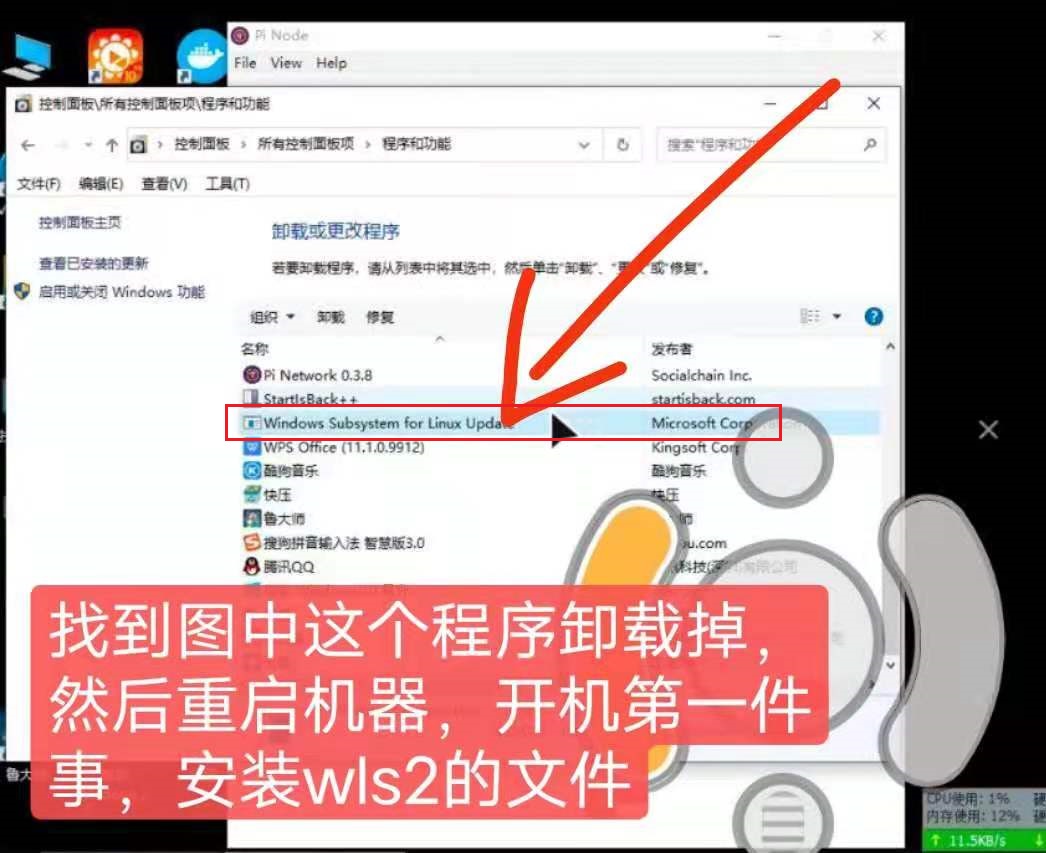 Pi Node
File View Help
控制面板\所有控制面板项\程序和功能
控制面板 › 所有控制面板项 › 程序和功能
搜索"程序和功
文件(F) 编辑(E) 查看(V) 工具(T)
控制面板主页
查看已安装的更新
启用或关闭 Windows 功能
卸载或更改程序
若要卸载程序，请从列表中将其选中，然后单击"卸载"、"更改"或"修复"。
组织 卸载 修复
名称 发布者
Pi Network 0.3.8 Socialchain Inc.
StartIsBack++ startisback.com
Windows Subsystem for Linux Update Microsoft Corp
WPS Office (11.1.0.9912) Kingsoft Corp
酷狗音乐 酷狗音乐
快压 快压
鲁大师 师
搜狗拼音输入法 智慧版3.0 u.com
腾讯QQ 科技(深圳)有限公司
找到图中这个程序卸载掉，
然后重启机器，开机第一件
事，安装wls2的文件
鲁大
CPU使用: 1% 硬
内存使用: 12% 硬
↑ 11.5KB/s ↓